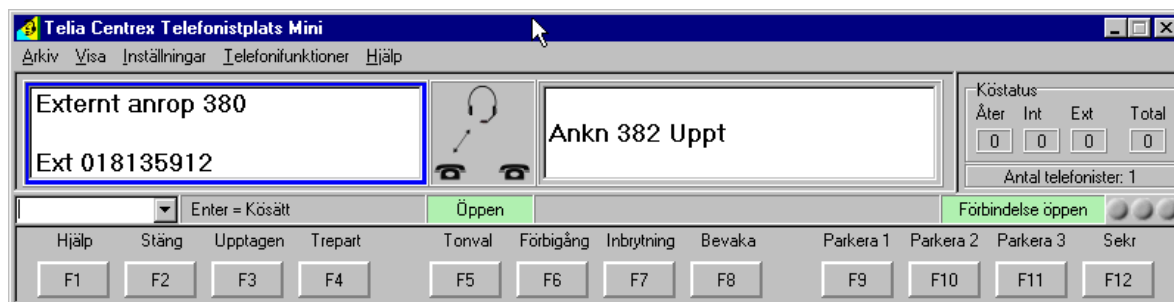 Telia Centrex Telefonistplats Mini
Arkiv Visa Inställningar Telefonifunktioner Hjälp
Externt anrop 380
Ext 018135912
Ankn 382 Uppt
Köstatus
Åter Int Ext Total
0 0 0 0
Antal telefonister: 1
Enter = Kösätt Öppen Förbindelse öppen
Hjälp Stäng Upptagen Trepart Tonval Förbigång Inbrytning Bevaka Parkera 1 Parkera 2 Parkera 3 Sekr
F1 F2 F3 F4 F5 F6 F7 F8 F9 F10 F11 F12